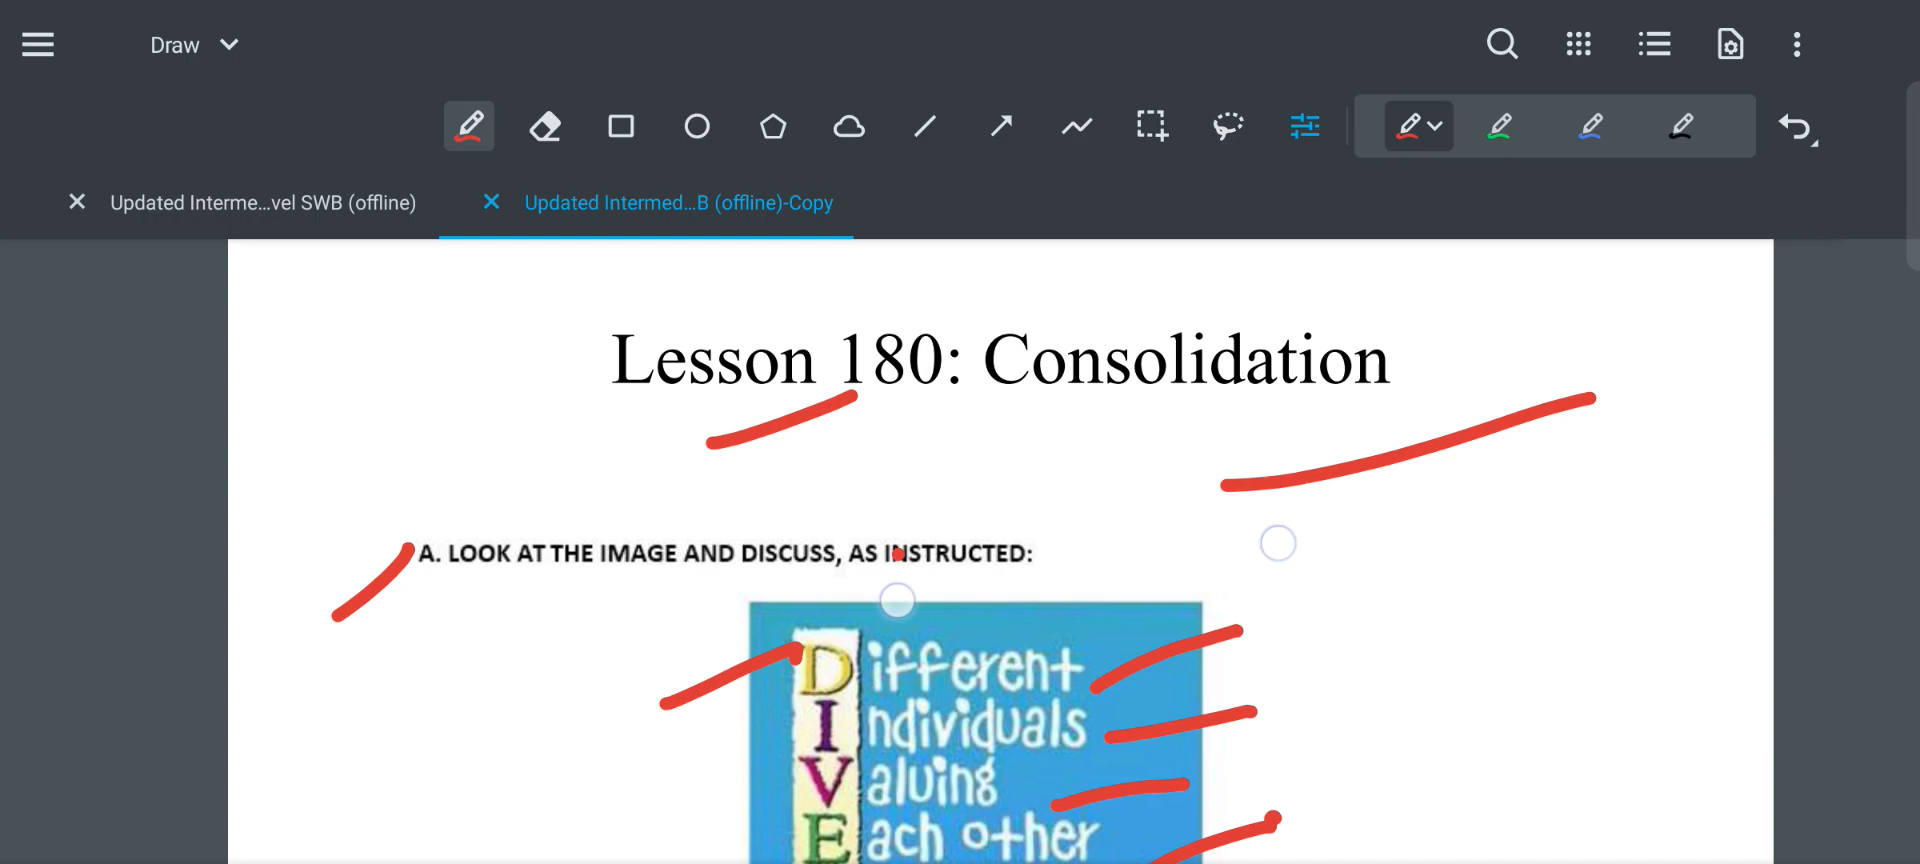 Draw
Updated Interme...vel SWB (offline)
Updated Intermed...B (offline)-Copy
Lesson 180: Consolidation
A. LOOK AT THE IMAGE AND DISCUSS, AS INSTRUCTED:
Different
Individuals
Valuing
Each other